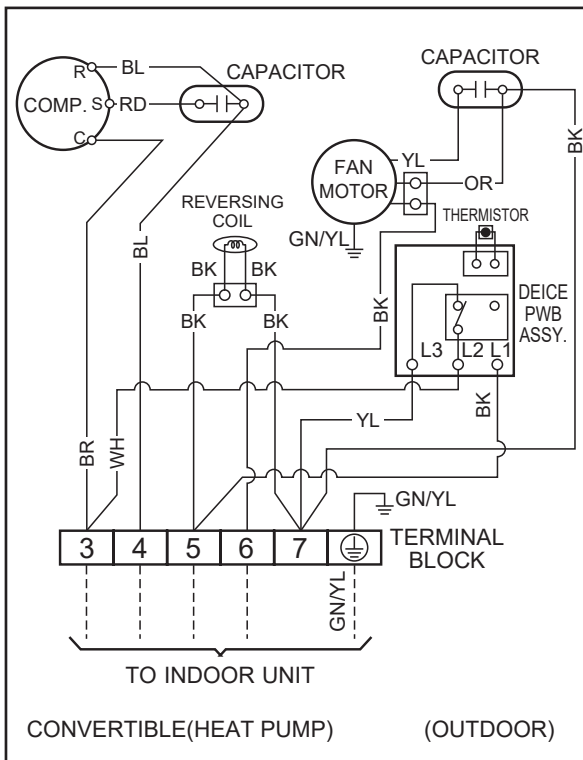 R
BL
CAPACITOR
CAPACITOR
COMP.
S
RD
C
BK
FAN
MOTOR
YL
OR
REVERSING
COIL
THERMISTOR
GN/YL
BL
BK
BK
DEICE
PWB
ASSY.
BK
BK
BK
L3
L2
L1
BK
YL
BR
WH
GN/YL
3
4
5
6
7
TERMINAL
BLOCK
GN/YL
TO INDOOR UNIT
CONVERTIBLE(HEAT PUMP)
(OUTDOOR)